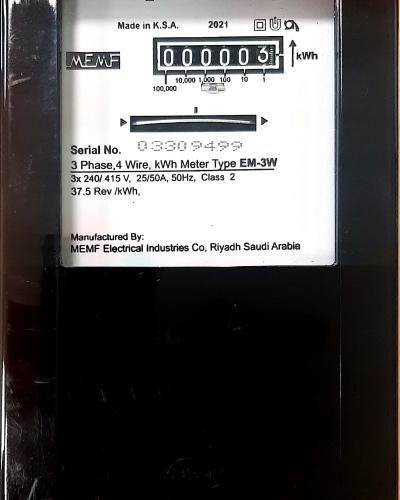 Made in K.S.A. 2021
MEMF 000003 kWh
100,000 10,000 1,000 100 10 1
Serial No. 03309499
3 Phase,4 Wire, kWh Meter Type EM-3W
3x 240/ 415 V, 25/50A, 50Hz, Class 2
37.5 Rev /kWh,
Manufactured By:
MEMF Electrical Industries Co, Riyadh Saudi Arabia